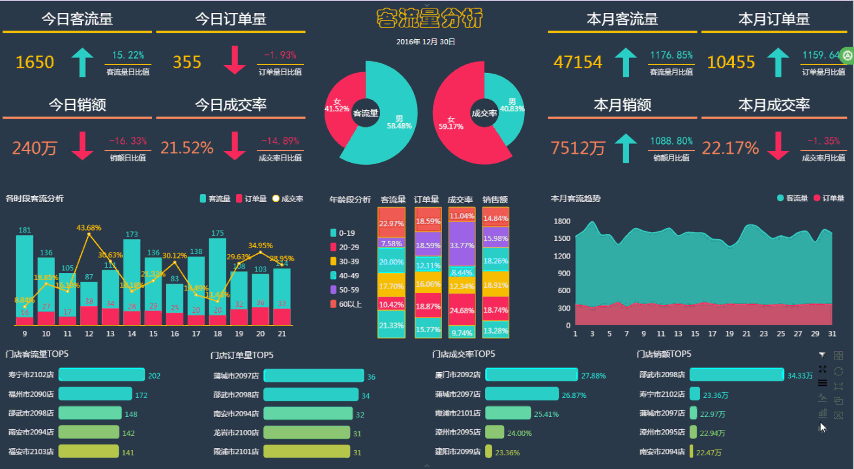 今日客流量
今日订单量
客流量分析
本月客流量
本月订单量
2016年 12月 30日
1650
15.22%
客流量日比值
355
-1.93%
订单量日比值
47154
1176.85%
客流量月比值
10455
1159.64
订单量月比值
女
41.52%
客流量
男
58.48%
女
59.17%
成交率
男
40.83%
今日销额
今日成交率
本月销额
本月成交率
240万
-16.33%
销额日比值
21.52%
-14.89%
成交率日比值
7512万
1088.80%
销额月比值
22.17%
-1.35%
成交率月比值
各时段客流分析
客流量 订单量 成交率
181
136
105
87
173
136
83
138
175
108
103
43.68%
30.63%
30.12%
29.63%
34.95%
28.95%
9 10 11 12 13 14 15 16 17 18 19 20 21
年龄段分析 客流量 订单量 成交率 销售额
0-19
20-29
30-39
40-49
50-59
60以上
22.97%
7.58%
20.00%
17.70%
10.42%
21.33%
18.59%
18.59%
12.11%
16.06%
18.87%
15.77%
11.04%
33.77%
8.44%
12.34%
24.68%
9.74%
14.84%
15.98%
18.26%
18.91%
18.74%
13.28%
本月客流趋势
客流量 订单量
1800
1500
1200
900
600
300
0
1 3 5 7 9 11 13 15 17 19 21 23 25 27 29 31
门店客流量TOP5
寿宁市2102店 202
福州市2090店 172
邵武市2098店 148
南安市2094店 142
福安市2103店 141
门店订单量TOP5
蒲城市2097店 36
邵武市2098店 34
南安市2094店 32
龙岩市2100店 31
霞浦市2101店 31
门店成交率TOP5
厦门市2092店 27.88%
蒲城市2097店 26.87%
南浦市2101店 25.41%
漳州市2095店 24.00%
建阳市2099店 23.36%
门店销额TOP5
邵武市2098店 34.33万
寿宁市2102店 23.36万
蒲城市2097店 22.97万
漳州市2095店 22.94万
南安市2094店 22.47万